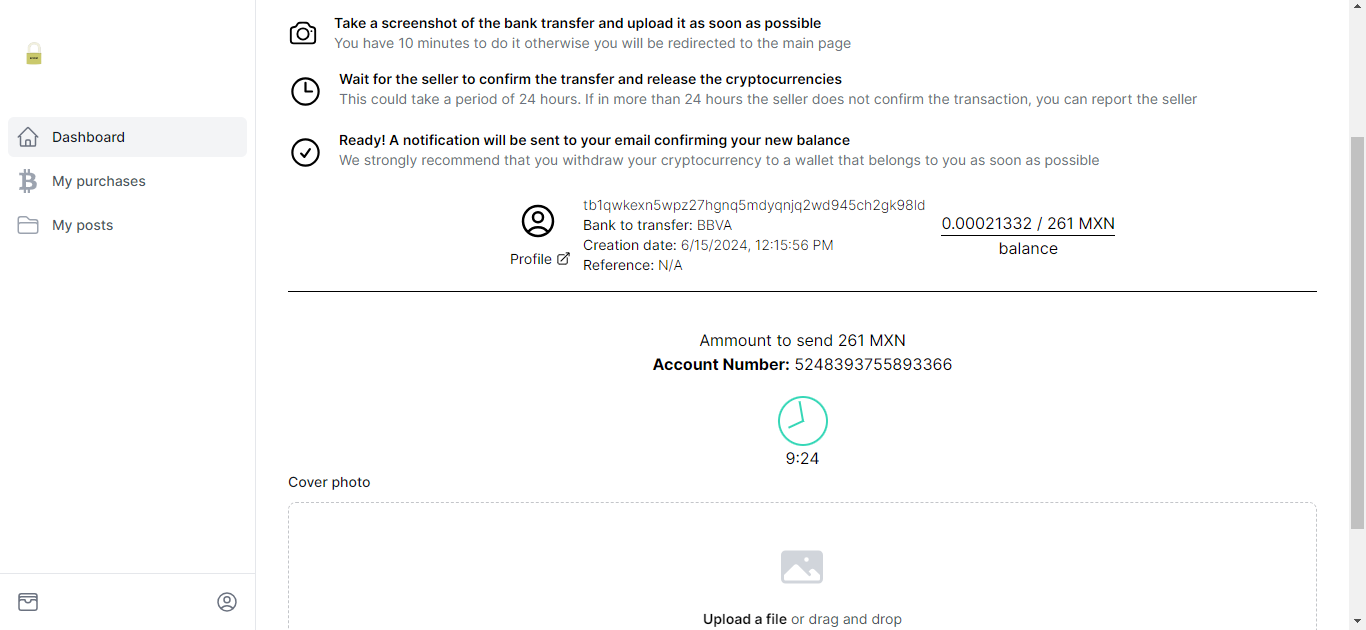 Take a screenshot of the bank transfer and upload it as soon as possible
You have 10 minutes to do it otherwise you will be redirected to the main page
Wait for the seller to confirm the transfer and release the cryptocurrencies
This could take a period of 24 hours. If in more than 24 hours the seller does not confirm the transaction, you can report the seller
Ready! A notification will be sent to your email confirming your new balance
We strongly recommend that you withdraw your cryptocurrency to a wallet that belongs to you as soon as possible
Dashboard
My purchases
My posts
Profile
tb1qwkexn5wpz27hgnq5mdyqnjq2wd945ch2gk98ld
Bank to transfer: BBVA
Creation date: 6/15/2024, 12:15:56 PM
Reference: N/A
0.00021332 / 261 MXN
balance
Ammount to send 261 MXN
Account Number: 5248393755893366
9:24
Cover photo
Upload a file or drag and drop